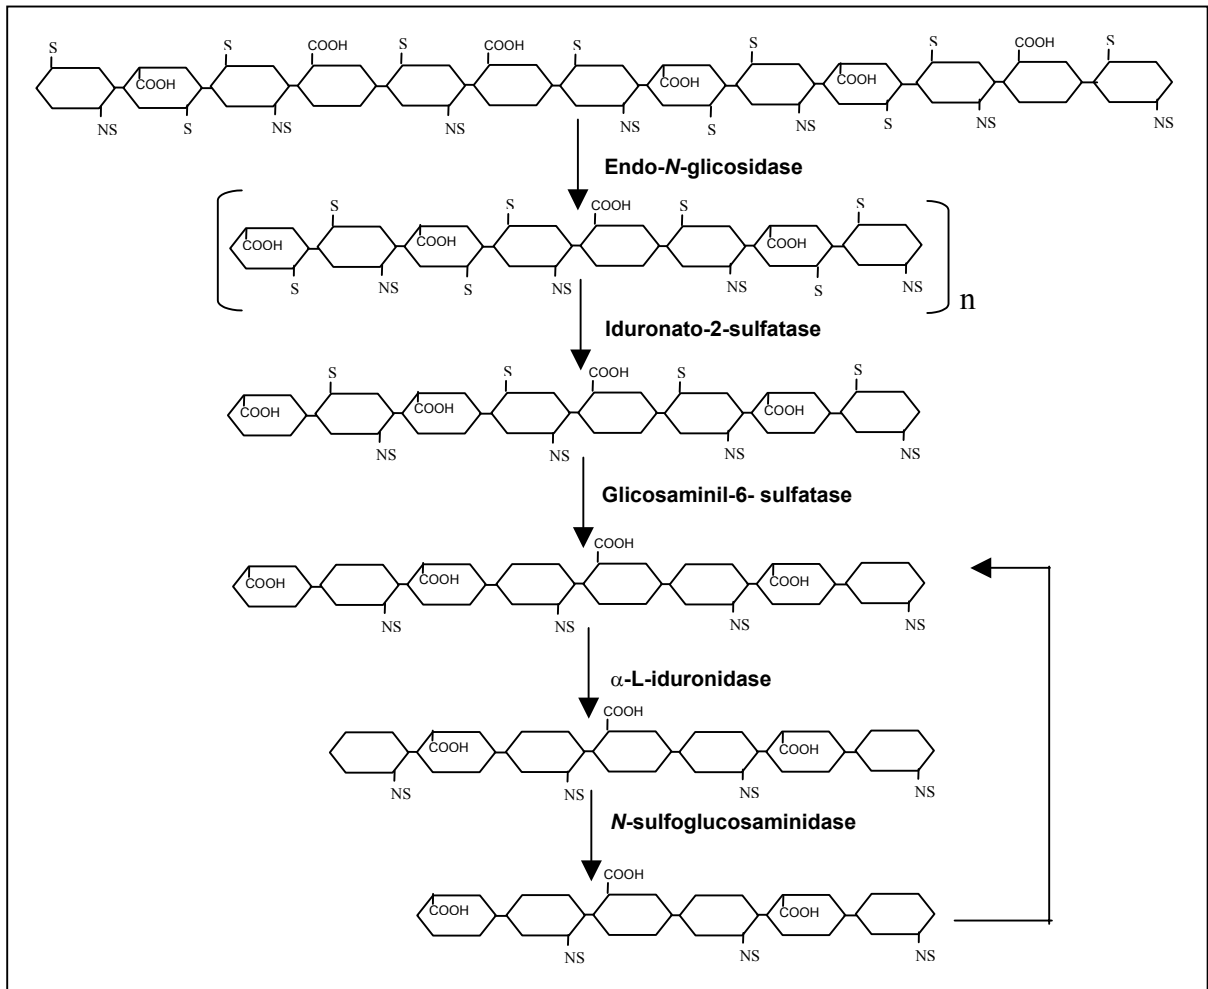 S S COOH S COOH S S S COOH S
COOH COOH COOH
NS S NS NS NS S NS S NS NS
Endo-N-glicosidase
S S COOH S S
COOH COOH COOH
S NS S NS NS S NS
n
Iduronato-2-sulfatase
S S COOH S S
COOH COOH COOH
NS NS NS NS
Glicosaminil-6- sulfatase
COOH
COOH COOH COOH
NS NS NS NS
α-L-iduronidase
COOH
COOH COOH
NS NS NS NS
N-sulfoglucosaminidase
COOH
COOH COOH
NS NS NS